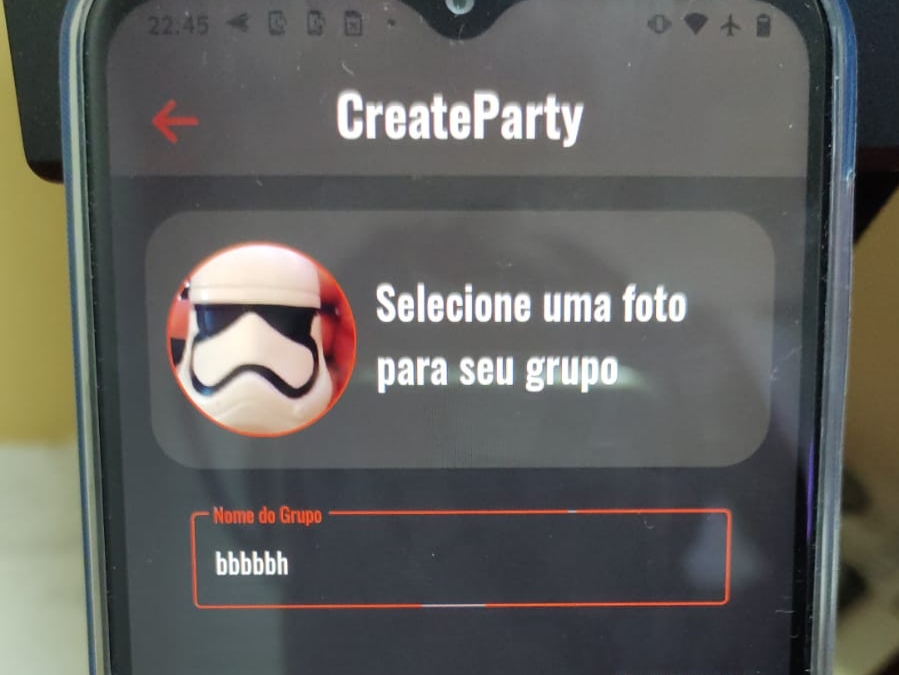 22.45
CreateParty
Selecione uma foto
para seu grupo
Nome do Grupo
bbbbbh